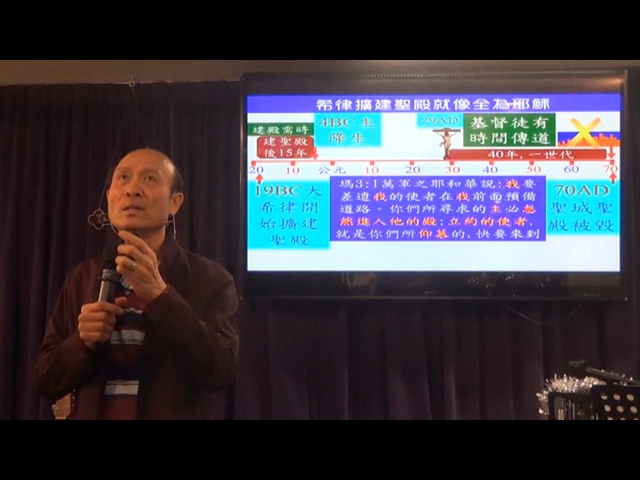 希律擴建聖殿就像全為耶穌
建殿需時
建聖殿
後15年
4BC主
降生
29AD
基督徒有
時間傳道
40年,一世代
20 10 公元 10 20 30 40 50 60 70
19BC大
希律開
始擴建
聖殿
瑪3:1萬軍之耶和華說:我要
差遣我的使者在我前面預備
道路。你們所尋求的主必忽
然進入他的殿;立約的使者,
就是你們所仰慕的,快要來到
70AD
聖城聖
殿被毀